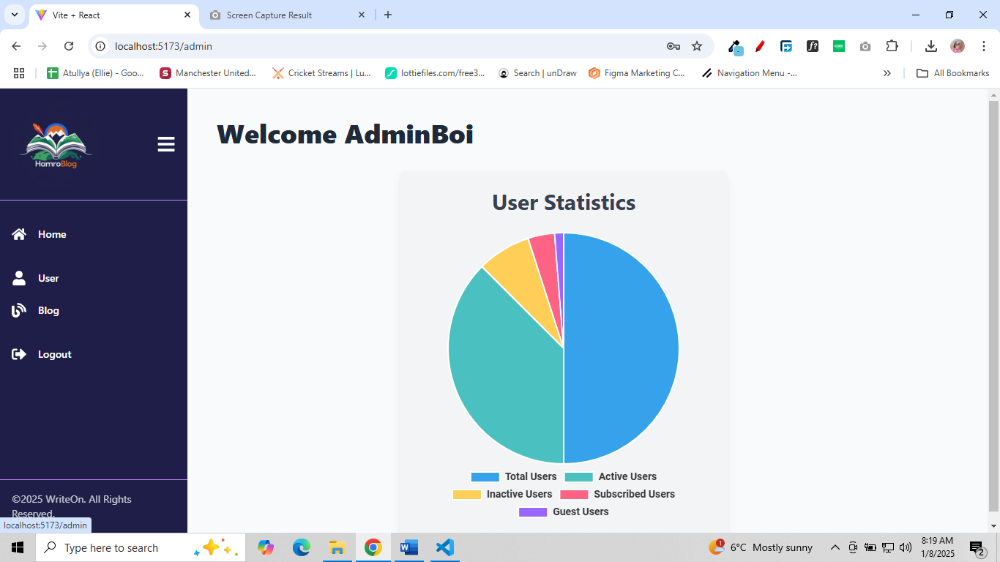 Vite + React
Screen Capture Result
localhost:5173/admin
Atullya (Ellie) - Goo...
Manchester United...
Cricket Streams | Lu...
lottiefiles.com/free3...
Search | unDraw
Figma Marketing C...
Navigation Menu -...
All Bookmarks
HamroBlog
Welcome AdminBoi
User Statistics
Home
User
Blog
Logout
Total Users
Active Users
Inactive Users
Subscribed Users
Guest Users
©2025 WriteOn. All Rights
Reserved.
localhost:5173/admin
Type here to search
1
6°C Mostly sunny
8:19 AM
1/8/2025
2